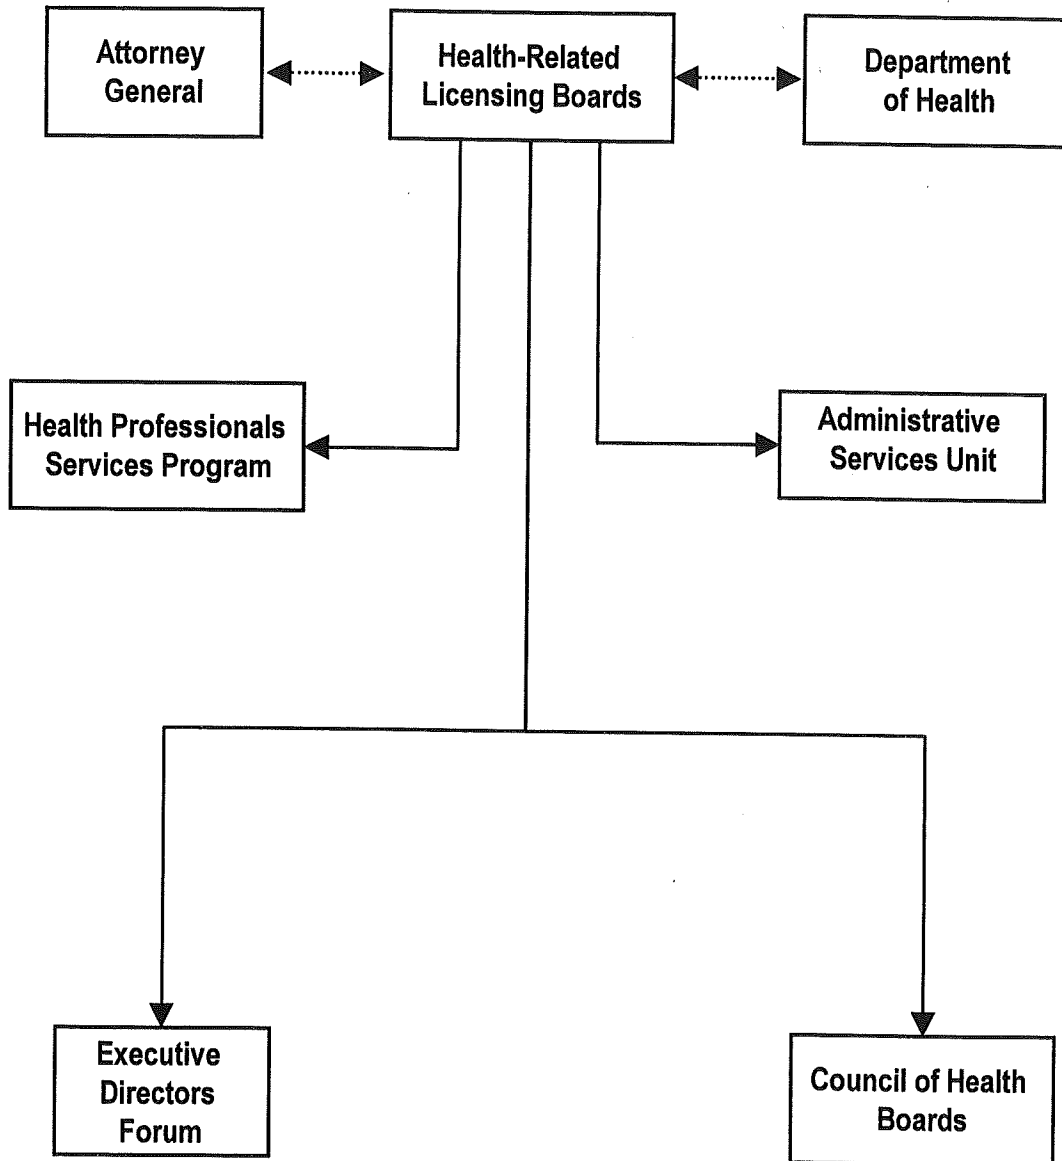 Attorney
General
Health-Related
Licensing Boards
Department
of Health
Health Professionals
Services Program
Administrative
Services Unit
Executive
Directors
Forum
Council of Health
Boards